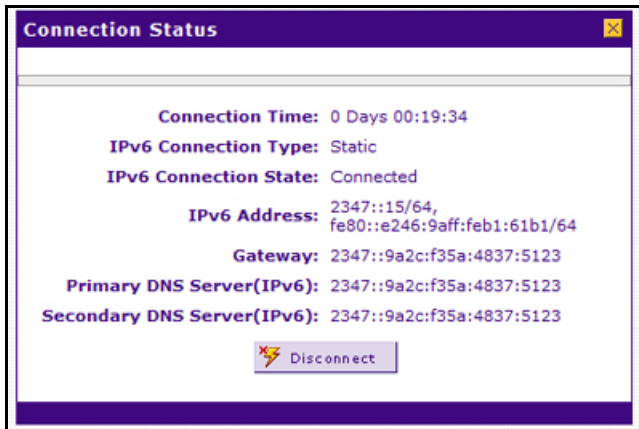 Connection Status
Connection Time: 0 Days 00:19:34
IPv6 Connection Type: Static
IPv6 Connection State: Connected
IPv6 Address: 2347::15/64,
fe80::e246:9aff:feb1:61b1/64
Gateway: 2347::9a2c:f35a:4837:5123
Primary DNS Server(IPv6): 2347::9a2c:f35a:4837:5123
Secondary DNS Server(IPv6): 2347::9a2c:f35a:4837:5123
Disconnect